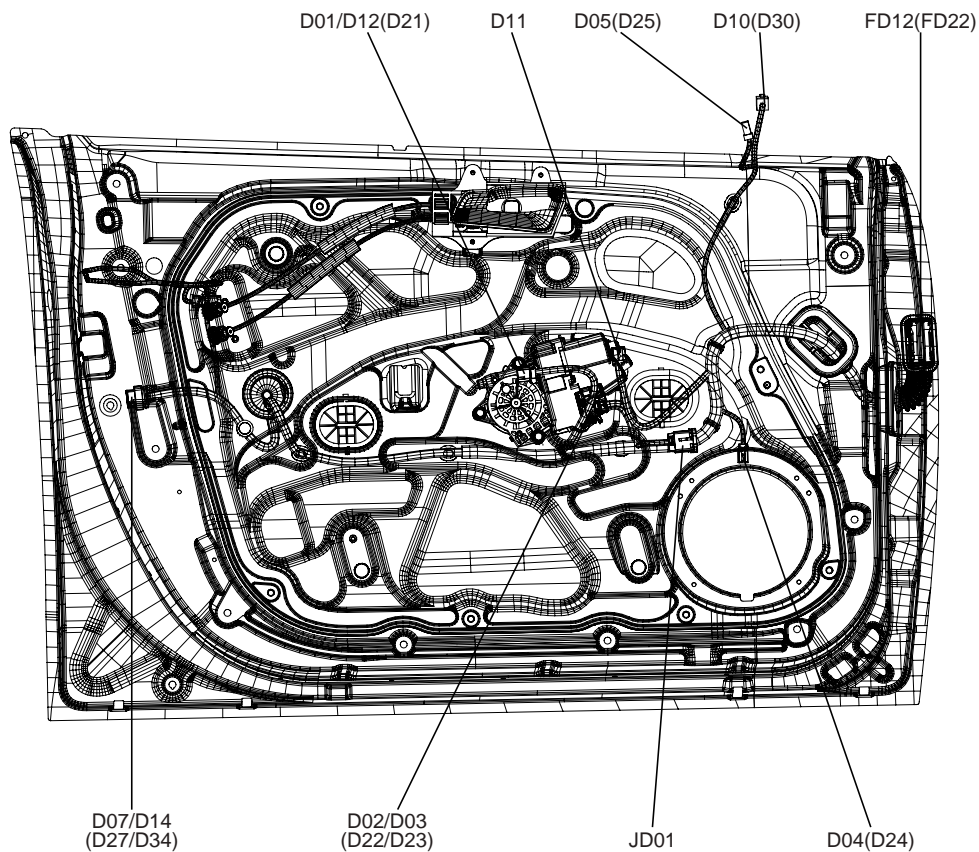 D01/D12(D21)
D11
D05(D25)
D10(D30)
FD12(FD22)
D07/D14
(D27/D34)
D02/D03
(D22/D23)
JD01
D04(D24)